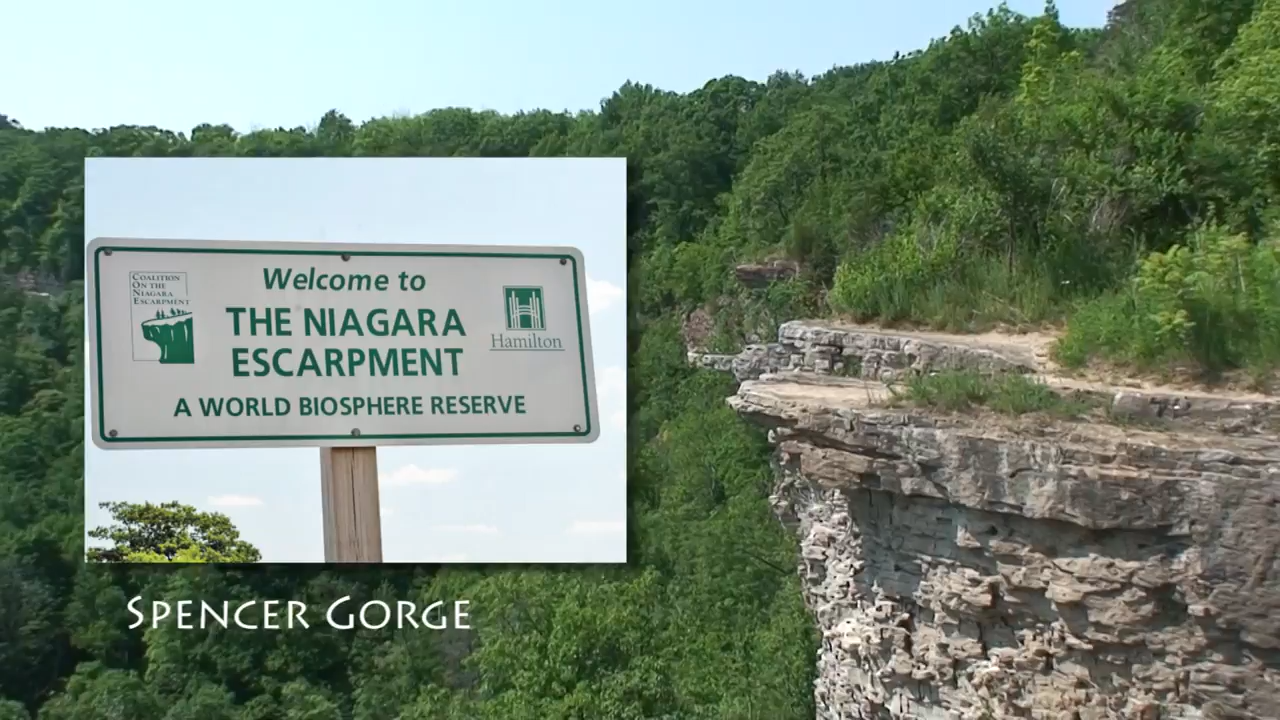 COALITION
ON THE
NIAGARA
ESCARPMENT
Welcome to
THE NIAGARA
ESCARPMENT
Hamilton
A WORLD BIOSPHERE RESERVE
SPENCER GORGE